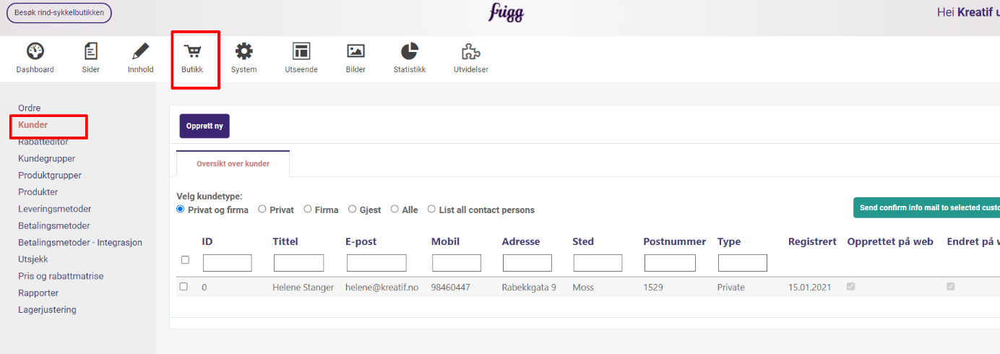 Besøk rind-sykkelbutikken
frigg
Hei Kreatif u
Dashboard Sider Innhold Butikk System Utseende Bilder Statistikk Utvidelser
Ordre
Kunder
Rabatteditor
Kundegrupper
Produktgrupper
Produkter
Leveringsmetoder
Betalingsmetoder
Betalingsmetoder - Integrasjon
Utsjekk
Pris og rabattmatrise
Rapporter
Lagerjustering
Opprett ny
Oversikt over kunder
Velg kundetype:
Privat og firma Privat Firma Gjest Alle List all contact persons
Send confirm info mail to selected custo
ID Tittel E-post Mobil Adresse Sted Postnummer Type Registrert Opprettet på web Endret på w
0 Helene Stanger helene@kreatif.no 98460447 Rabekkgata 9 Moss 1529 Private 15.01.2021